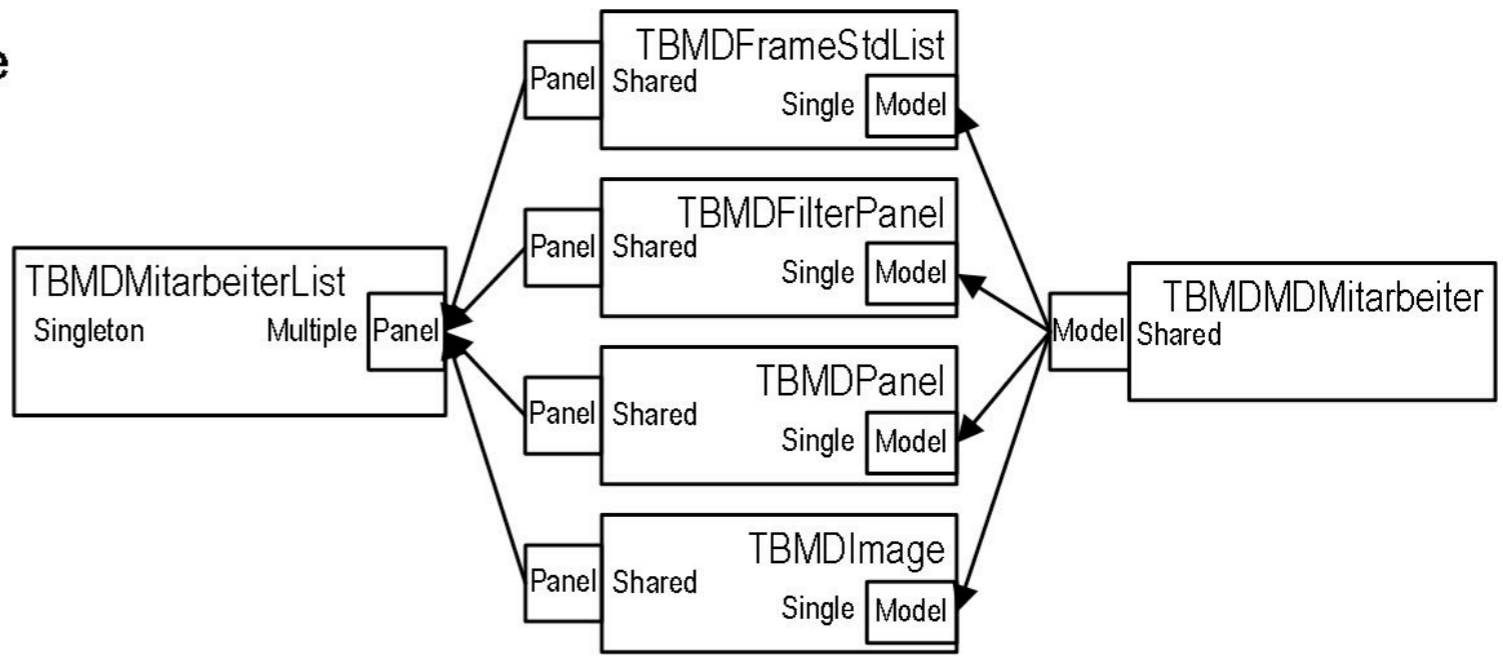 e
TBMDFrameStdList
Panel Shared
Single Model
TBMDFilterPanel
Panel Shared
Single Model
TBMDMitarbeiterList
Singleton Multiple Panel
TBMDMDMitarbeiter
Model Shared
TBMDPanel
Panel Shared
Single Model
TBMDImage
Panel Shared
Single Model